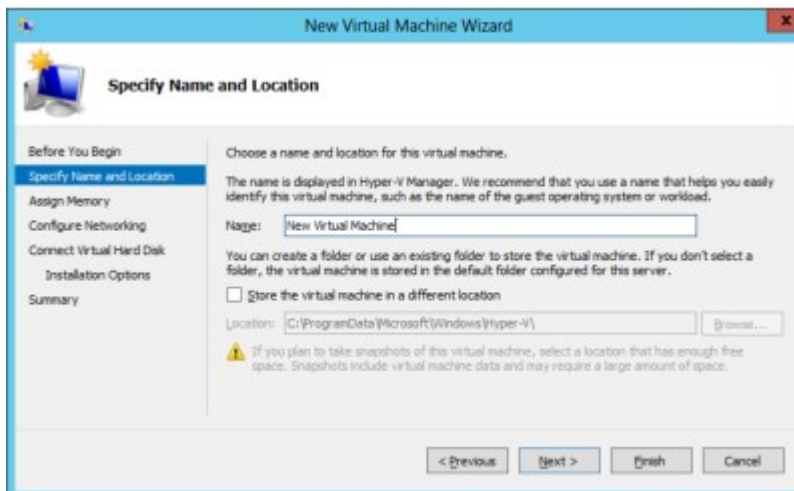 New Virtual Machine Wizard
x
Specify Name and Location
Before You Begin
Specify Name and Location
Assign Memory
Configure Networking
Connect Virtual Hard Disk
Installation Options
Summary
Choose a name and location for this virtual machine.
The name is displayed in Hyper-V Manager. We recommend that you use a name that helps you easily
identify this virtual machine, such as the name of the guest operating system or workload.
Name: New Virtual Machine
You can create a folder or use an existing folder to store the virtual machine. If you don't select a
folder, the virtual machine is stored in the default folder configured for this server.
Store the virtual machine in a different location
Location: C:\ProgramData\Microsoft\Windows\Hyper-V\ Browse...
If you plan to take snapshots of this virtual machine, select a location that has enough free
space. Snapshots include virtual machine data and may require a large amount of space.
< Previous Next > Finish Cancel